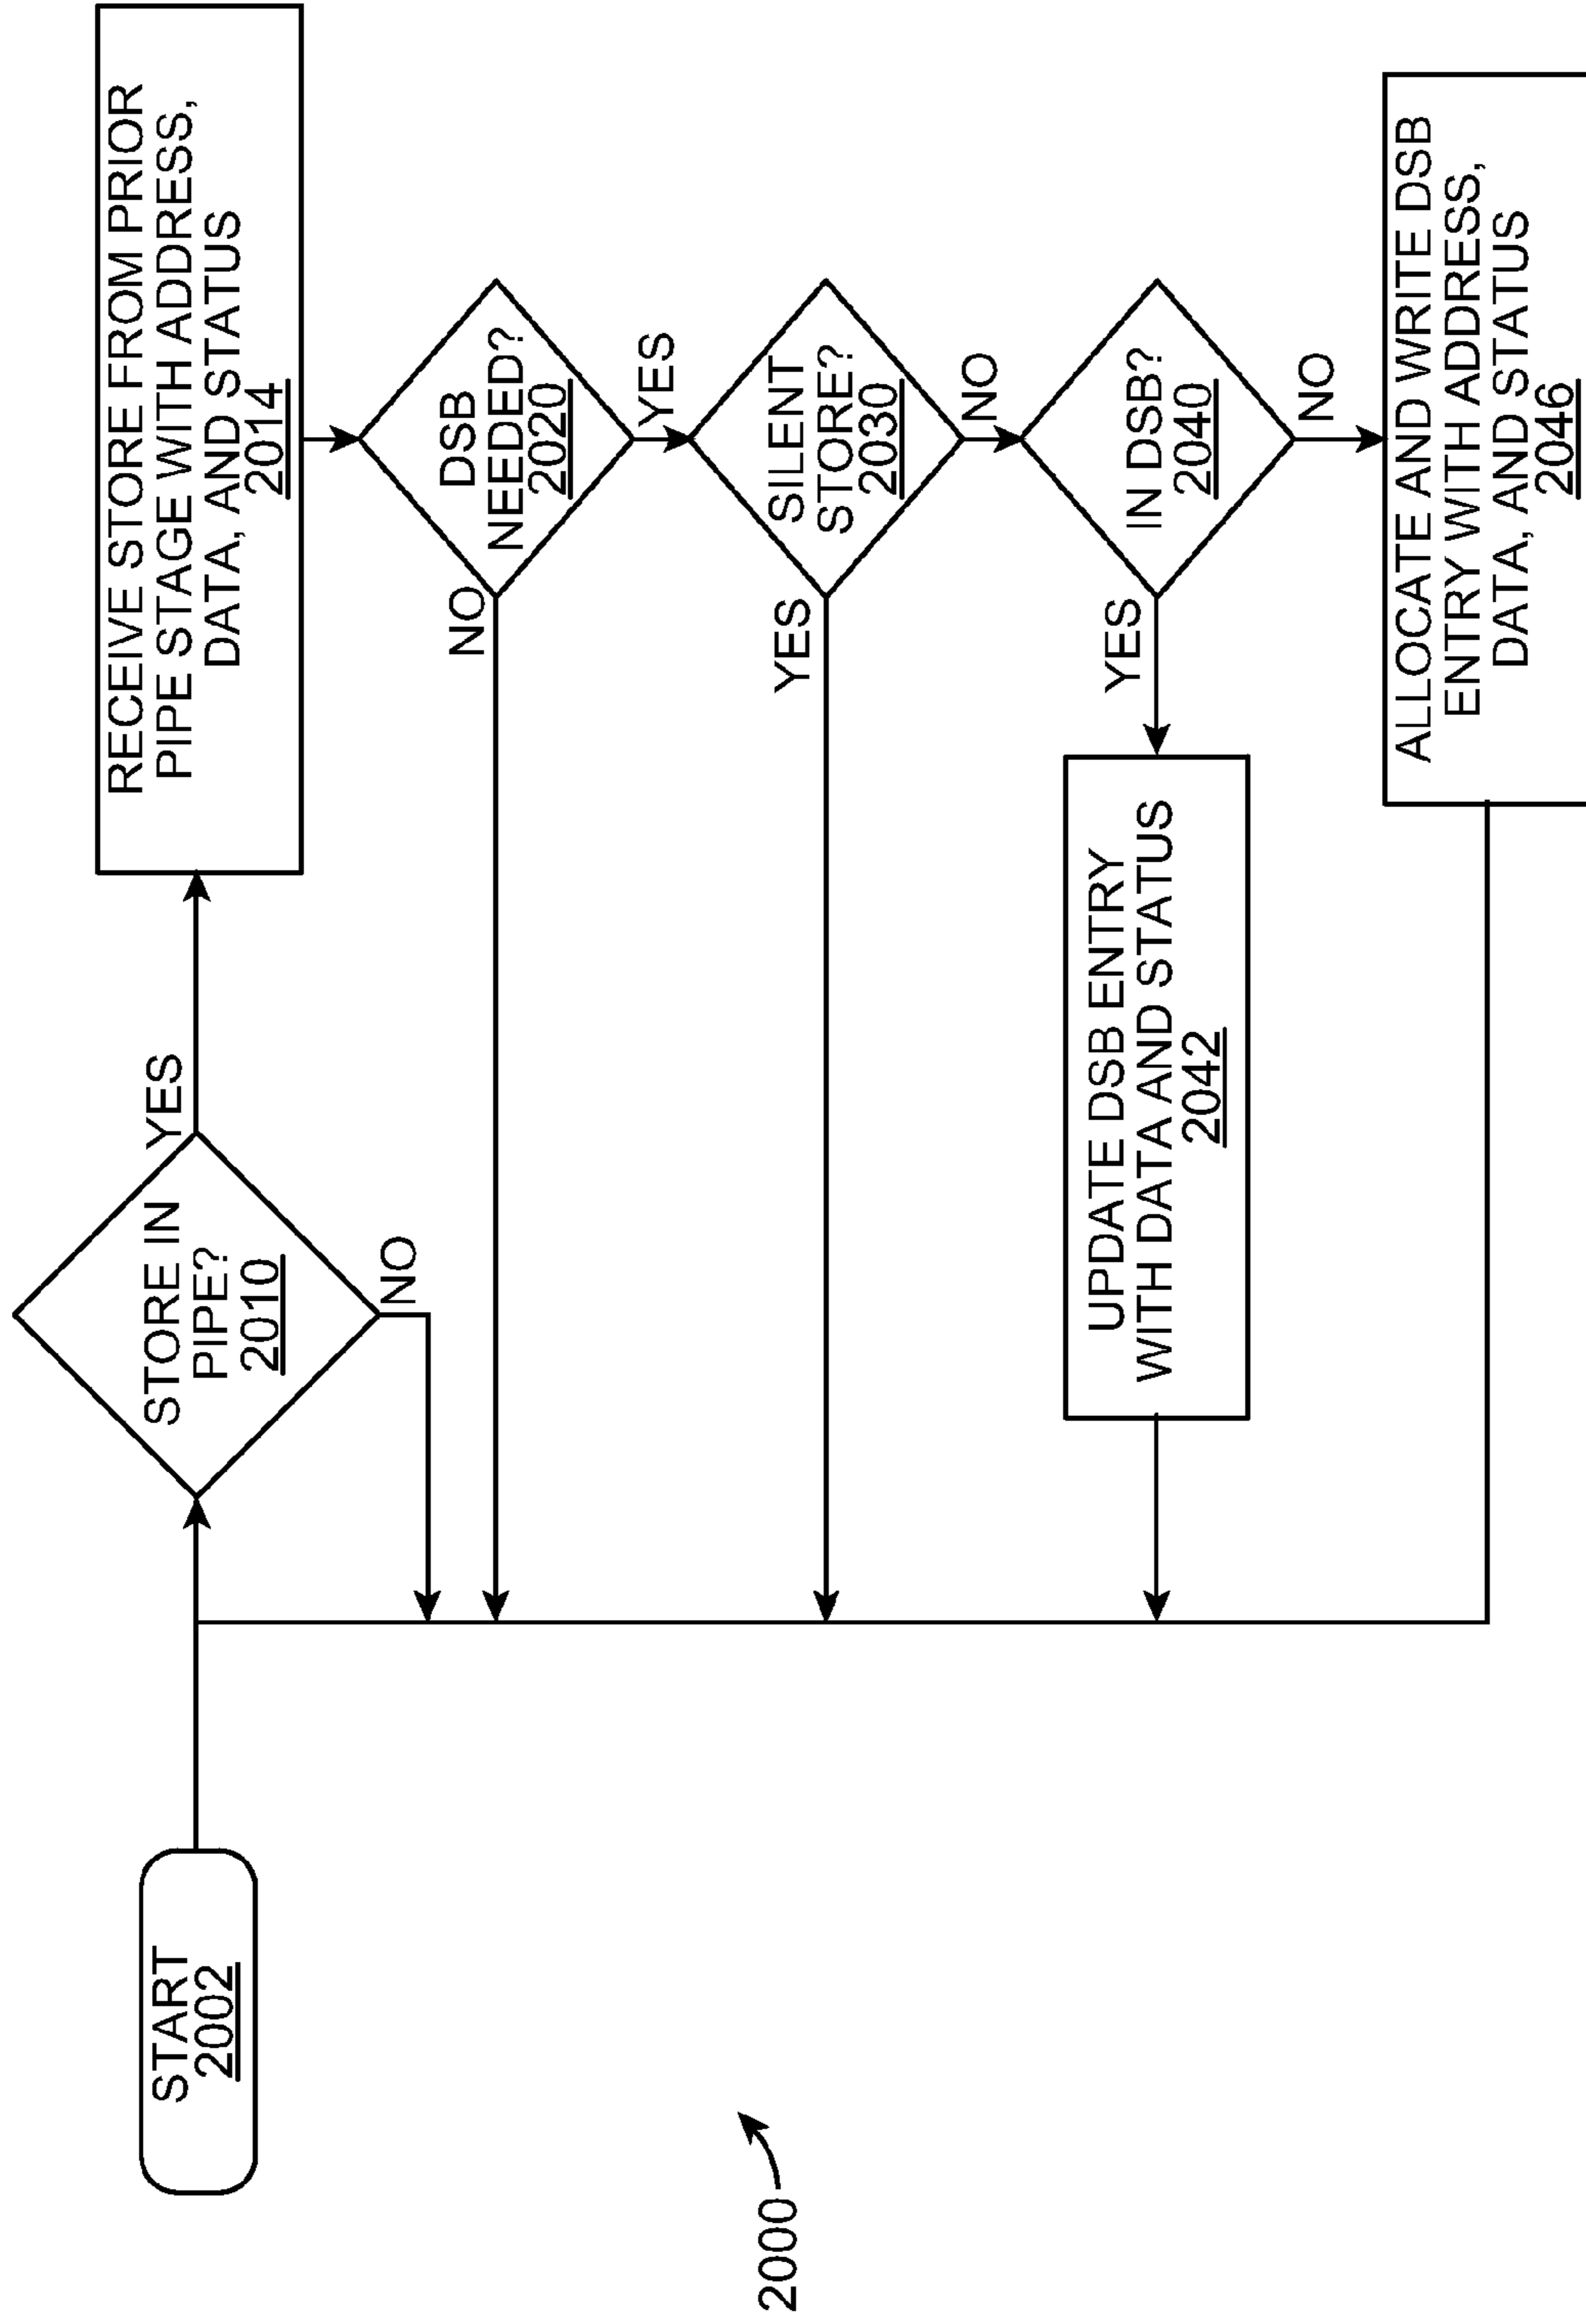 START
2002
STORE IN
PIPE?
2010
YES
NO
RECEIVE STORE FROM PRIOR
PIPE STAGE WITH ADDRESS,
DATA, AND STATUS
2014
DSB
NEEDED?
2020
NO
YES
SILENT
STORE?
2030
YES
NO
IN DSB?
2040
YES
NO
UPDATE DSB ENTRY
WITH DATA AND STATUS
2042
ALLOCATE AND WRITE DSB
ENTRY WITH ADDRESS,
DATA, AND STATUS
2046
2000